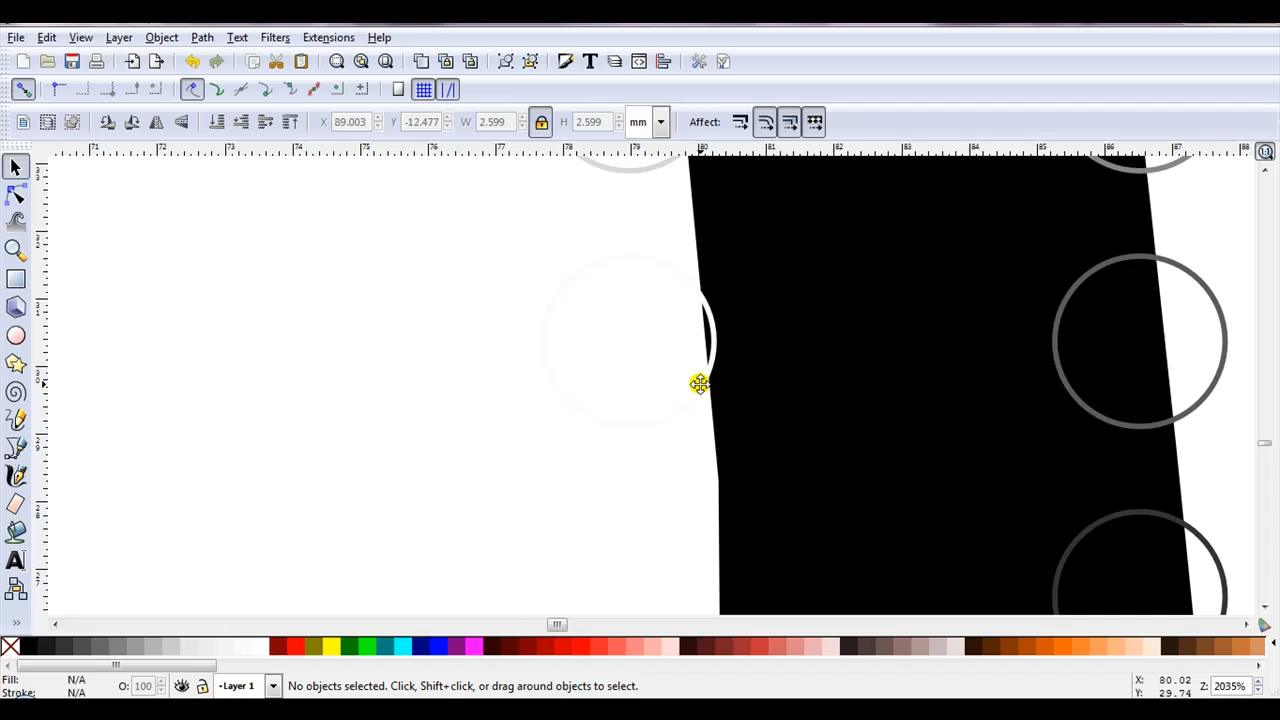 File Edit View Layer Object Path Text Filters Extensions Help
X 89.003 Y -12.477 W 2.599 H 2.599 mm Affect:
71 72 73 74 75 76 77 78 79 80 81 82 83 84 85 86 87 88
1:1
A
Fill: N/A O: 100 Layer 1 No objects selected. Click, Shift+click, or drag around objects to select. X: 80.02 Z: 2035%
Stroke: N/A Y: 29.74